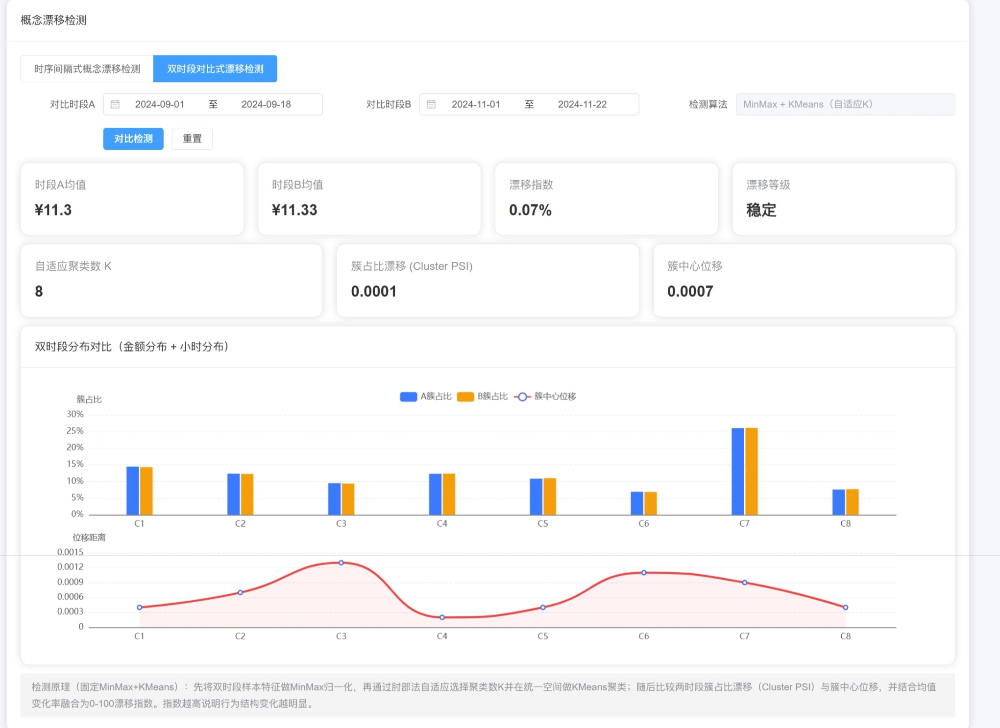 概念漂移检测
时序间隔式概念漂移检测 双时段对比式漂移检测
对比时段A 2024-09-01 至 2024-09-18 对比时段B 2024-11-01 至 2024-11-22 检测算法 MinMax + KMeans（自适应K）
对比检测 重置
时段A均值 时段B均值 漂移指数 漂移等级
¥11.3 ¥11.33 0.07% 稳定
自适应聚类数 K 簇占比漂移 (Cluster PSI) 簇中心位移
8 0.0001 0.0007
双时段分布对比（金额分布 + 小时分布）
A簇占比 B簇占比 簇中心位移
簇占比
30%
25%
20%
15%
10%
5%
0%
C1 C2 C3 C4 C5 C6 C7 C8
位移距离
0.0015
0.0012
0.0009
0.0006
0.0003
0
C1 C2 C3 C4 C5 C6 C7 C8
检测原理（固定MinMax+KMeans）：先将双时段样本特征做MinMax归一化，再通过肘部法自适应选择聚类数K并在统一空间做KMeans聚类；随后比较两时段簇占比漂移（Cluster PSI）与簇中心位移，并结合均值
变化率融合为0-100漂移指数。指数越高说明行为结构变化越明显。